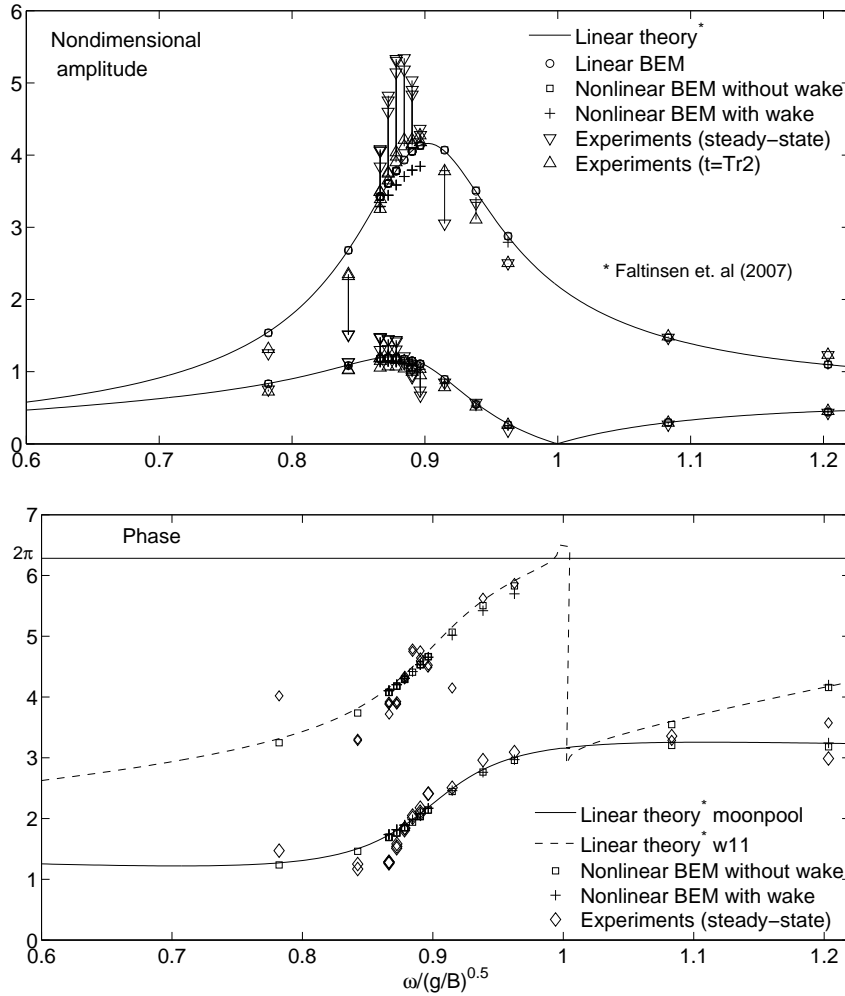 6
5
4
3
2
1
0
Nondimensional
amplitude
Linear theory*
Linear BEM
Nonlinear BEM without wake
Nonlinear BEM with wake
Experiments (steady−state)
Experiments (t=Tr2)
* Faltinsen et. al (2007)
0.6 0.7 0.8 0.9 1 1.1 1.2
7
2π
6
5
4
3
2
1
0
Phase
Linear theory* moonpool
Linear theory* w11
Nonlinear BEM without wake
Nonlinear BEM with wake
Experiments (steady−state)
0.6 0.7 0.8 0.9 1 1.1 1.2
ω/(g/B)^0.5